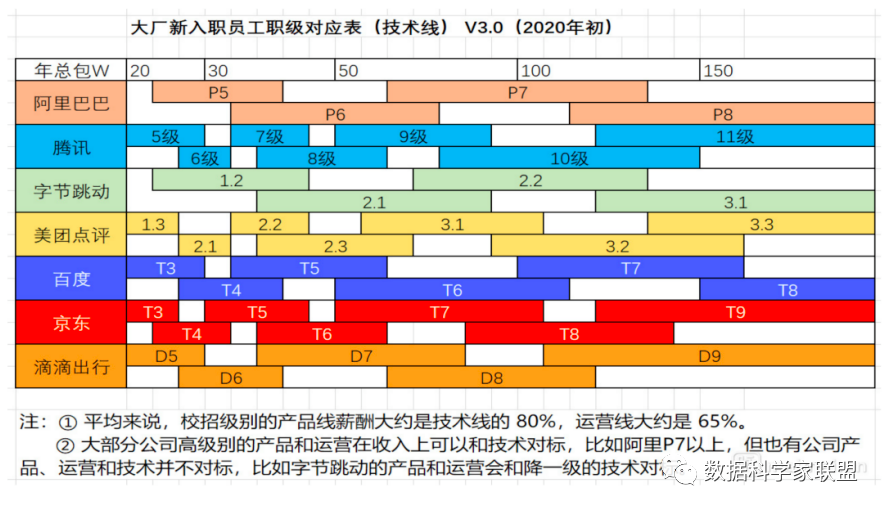 大厂新入职员工职级对应表（技术线） V3.0（2020年初）
年总包W 20 30 50 100 150
阿里巴巴 P5 P7
P6 P8
腾讯 5级 7级 9级 11级
6级 8级 10级
字节跳动 1.2 2.2
2.1 3.1
美团点评 1.3 2.2 3.1 3.3
2.1 2.3 3.2
百度 T3 T5 T7
T4 T6 T8
京东 T3 T5 T7 T9
T4 T6 T8
滴滴出行 D5 D7 D9
D6 D8
注：① 平均来说，校招级别的产品线薪酬大约是技术线的 80%，运营线大约是 65%。
② 大部分公司高级别的产品和运营在收入上可以和技术对标，比如阿里P7以上，但也有公司产
品、运营和技术并不对标，比如字节跳动的产品和运营会和降一级的技术对
数据科学家联盟